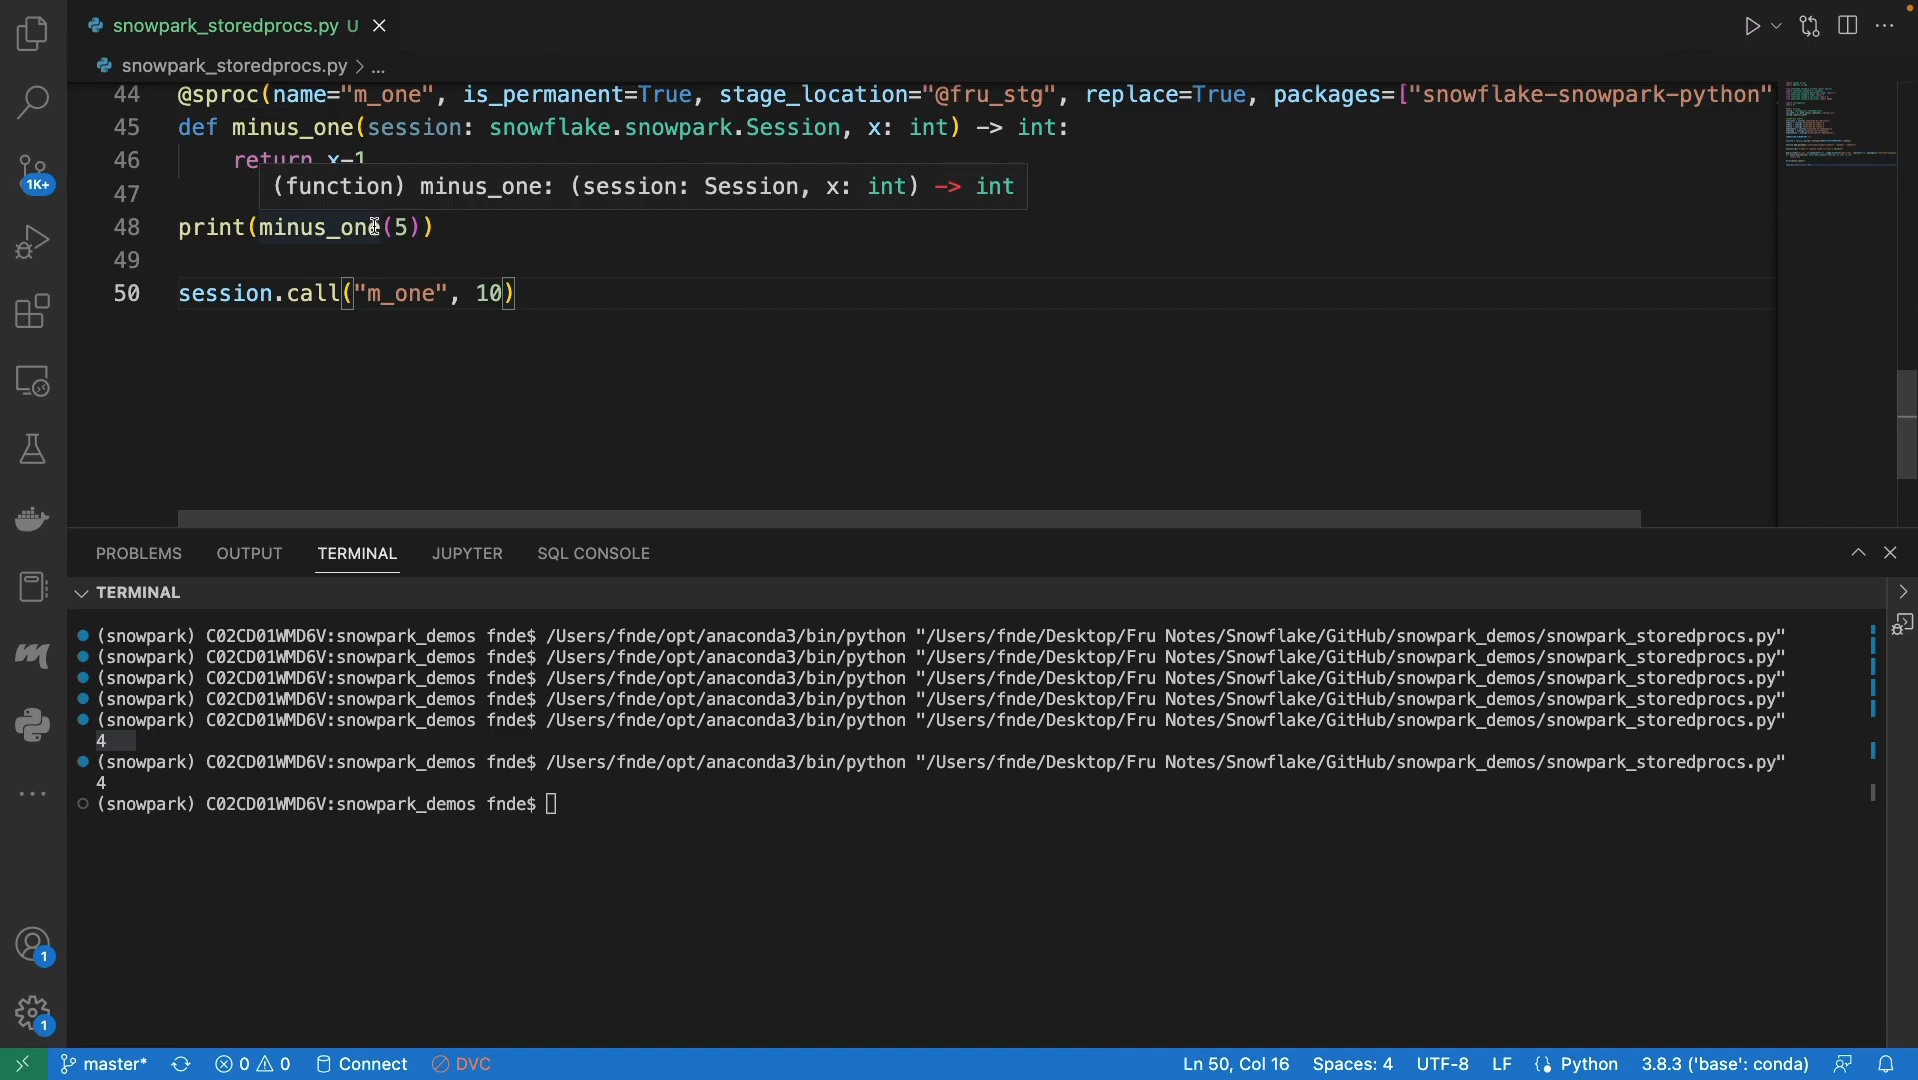 snowpark_storedprocs.py U
snowpark_storedprocs.py > ...
44 @sproc(name="m_one", is_permanent=True, stage_location="@fru_stg", replace=True, packages=["snowflake-snowpark-python"
45 def minus_one(session: snowflake.snowpark.Session, x: int) -> int:
46 return x-1
(function) minus_one: (session: Session, x: int) -> int
47
48 print(minus_one(5))
49
50 session.call("m_one", 10)
1K+
PROBLEMS OUTPUT TERMINAL JUPYTER SQL CONSOLE
TERMINAL
(snowpark) C02CD01WMD6V:snowpark_demos fnde$ /Users/fnde/opt/anaconda3/bin/python "/Users/fnde/Desktop/Fru Notes/Snowflake/GitHub/snowpark_demos/snowpark_storedprocs.py"
(snowpark) C02CD01WMD6V:snowpark_demos fnde$ /Users/fnde/opt/anaconda3/bin/python "/Users/fnde/Desktop/Fru Notes/Snowflake/GitHub/snowpark_demos/snowpark_storedprocs.py"
(snowpark) C02CD01WMD6V:snowpark_demos fnde$ /Users/fnde/opt/anaconda3/bin/python "/Users/fnde/Desktop/Fru Notes/Snowflake/GitHub/snowpark_demos/snowpark_storedprocs.py"
(snowpark) C02CD01WMD6V:snowpark_demos fnde$ /Users/fnde/opt/anaconda3/bin/python "/Users/fnde/Desktop/Fru Notes/Snowflake/GitHub/snowpark_demos/snowpark_storedprocs.py"
(snowpark) C02CD01WMD6V:snowpark_demos fnde$ /Users/fnde/opt/anaconda3/bin/python "/Users/fnde/Desktop/Fru Notes/Snowflake/GitHub/snowpark_demos/snowpark_storedprocs.py"
4
(snowpark) C02CD01WMD6V:snowpark_demos fnde$ /Users/fnde/opt/anaconda3/bin/python "/Users/fnde/Desktop/Fru Notes/Snowflake/GitHub/snowpark_demos/snowpark_storedprocs.py"
4
(snowpark) C02CD01WMD6V:snowpark_demos fnde$
1
1
master* 0 0 Connect DVC Ln 50, Col 16 Spaces: 4 UTF-8 LF Python 3.8.3 ('base': conda)